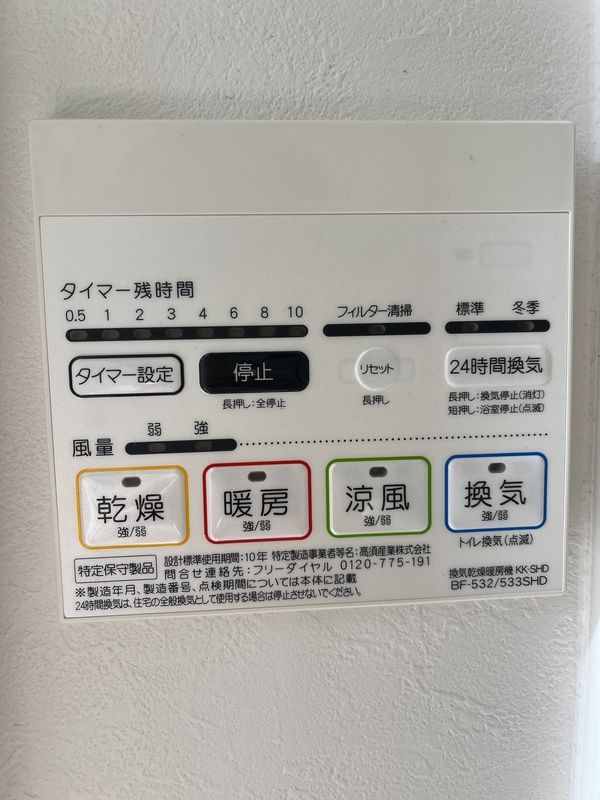 タイマー残時間
0.5 1 2 3 4 6 8 10 フィルター清掃 標準 冬季
タイマー設定 停止 リセット 24時間換気
長押し:全停止 長押し 長押し:換気停止(消灯)
短押し:浴室停止(点滅)
弱 強
風量
乾燥 暖房 涼風 換気
強/弱 強/弱 強/弱 強/弱
トイレ換気(点滅)
特定保守製品 設計標準使用期間:10年 特定製造事業者等名:高須産業株式会社
問合せ連絡先:フリーダイヤル 0120-775-191
※製造年月、製造番号、点検期間については本体に記載
24時間換気は、住宅の全般換気として使用する場合は停止させないでください。
換気乾燥暖房機 KK-SHD
BF-532/533SHD